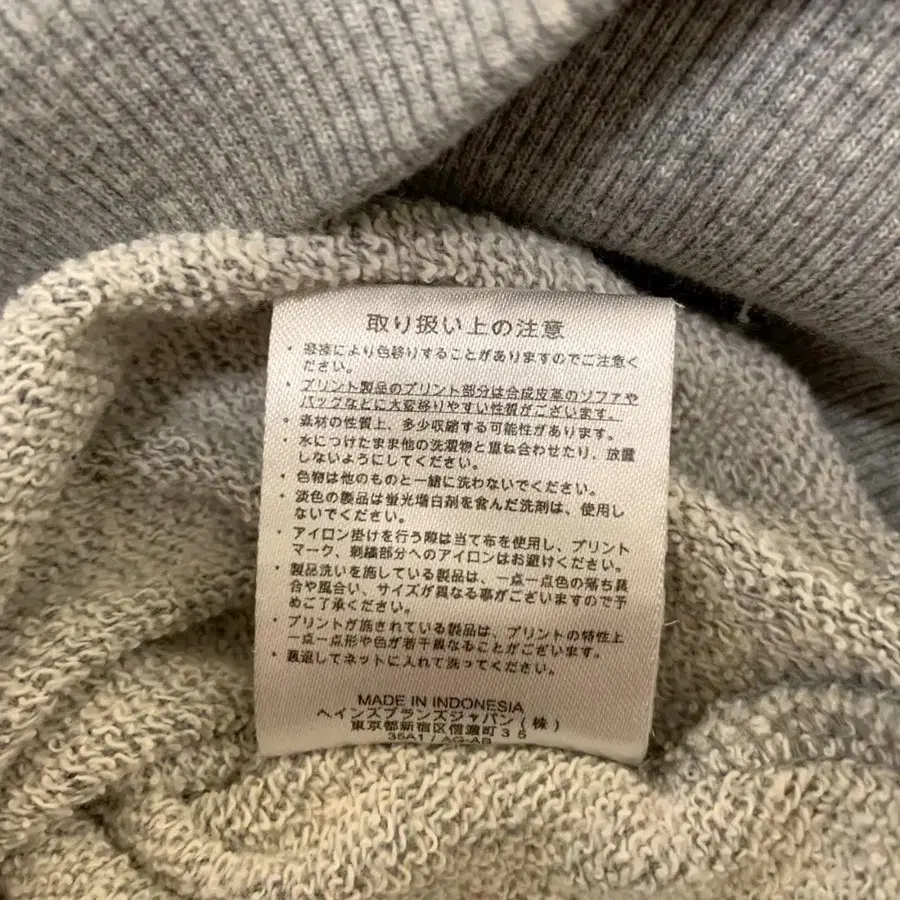 取り扱い上の注意
・摩擦により色移りすることがありますのでご注意く
ださい。
・プリント製品のプリント部分は合成皮革のソファや
バックなどに大変移りやすい性質がございます。
・素材の性質上、多少収縮する可能性があります。
・水につけたまま他の洗濯物と重ね合わせたり、放置
しないようにしてください。
・色物は他のものと一緒に洗わないでください。
・淡色の製品は蛍光増白剤を含んだ洗剤は、使用し
ないでください。
・アイロン掛けを行う際は当て布を使用し、プリント
マーク、刺繍部分へのアイロンはお避けください。
・製品洗いを施している製品は、一点一点色の落ち具
合や風合い、サイズが異なる事がございますので予
めご了承ください。
・プリントが施されている製品は、プリントの特性上
一点一点形や色が若干異なることがございます。
・裏返してネットに入れて洗ってください。
MADE IN INDONESIA
ヘインズブランズジャパン(株)
東京都新宿区信濃町35
35A1 / AG-AB